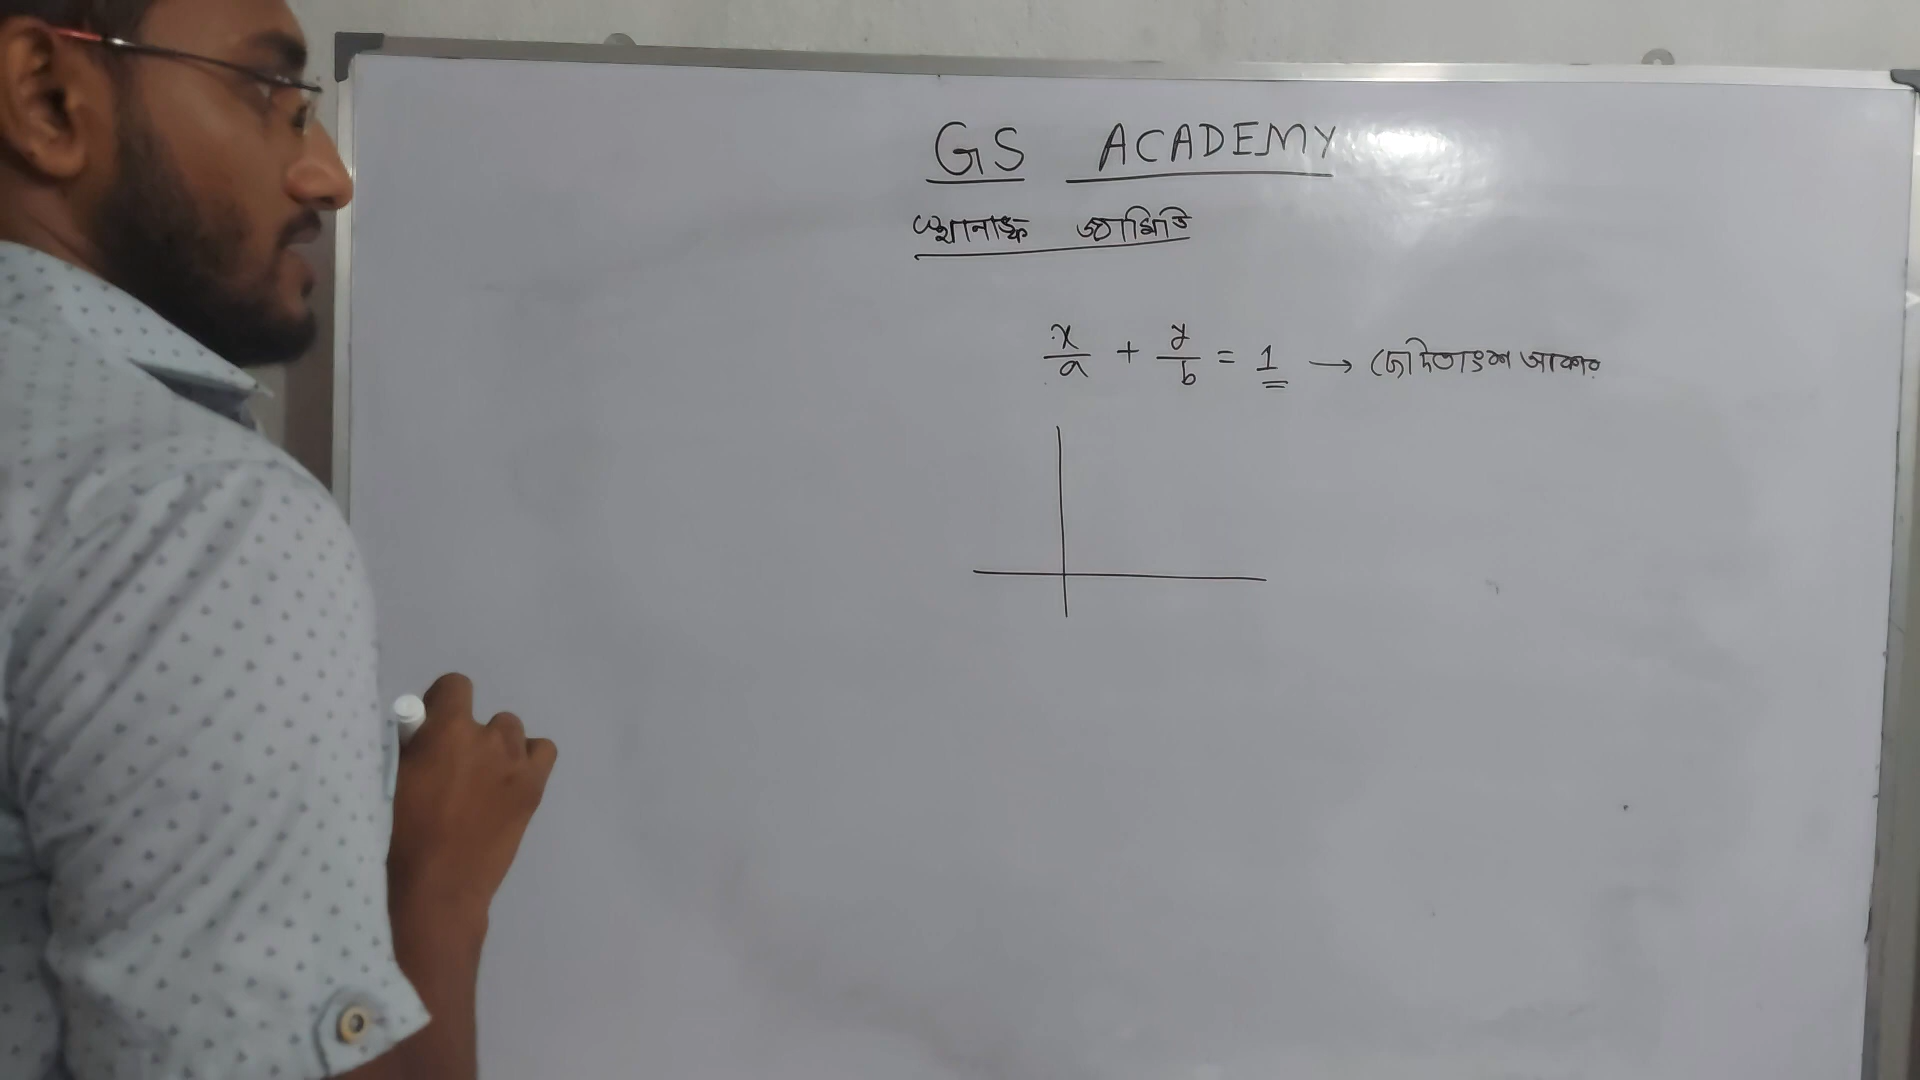 GS ACADEMY
স্থানাঙ্ক জ্যামিতি
x/a + y/b = 1 → ছেদিতাংশ আকার